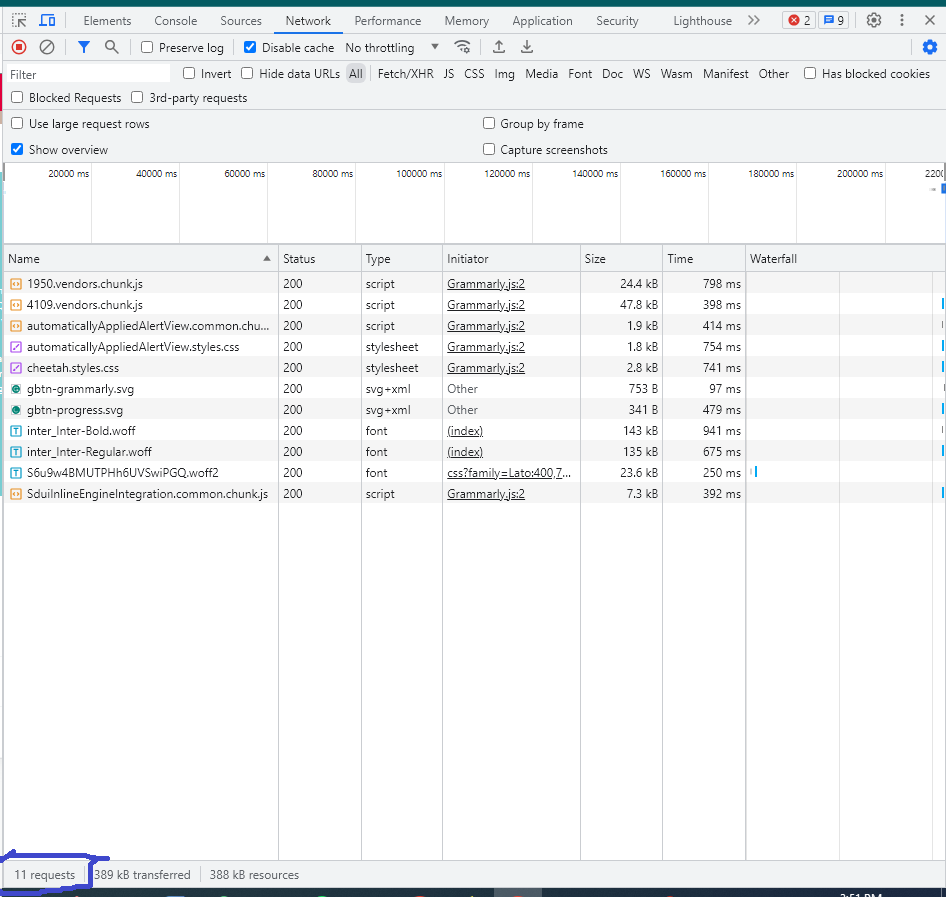 Elements Console Sources Network Performance Memory Application Security Lighthouse 2 9
Preserve log Disable cache No throttling
Filter Invert Hide data URLs All Fetch/XHR JS CSS Img Media Font Doc WS Wasm Manifest Other Has blocked cookies
Blocked Requests 3rd-party requests
Use large request rows Group by frame
Show overview Capture screenshots
20000 ms 40000 ms 60000 ms 80000 ms 100000 ms 120000 ms 140000 ms 160000 ms 180000 ms 200000 ms
Name Status Type Initiator Size Time Waterfall
1950.vendors.chunk.js 200 script Grammarly.js:2 24.4 kB 798 ms
4109.vendors.chunk.js 200 script Grammarly.js:2 47.8 kB 398 ms
automaticallyAppliedAlertView.common.chu... 200 script Grammarly.js:2 1.9 kB 414 ms
automaticallyAppliedAlertView.styles.css 200 stylesheet Grammarly.js:2 1.8 kB 754 ms
cheetah.styles.css 200 stylesheet Grammarly.js:2 2.8 kB 741 ms
gbtn-grammarly.svg 200 svg+xml Other 753 B 97 ms
gbtn-progress.svg 200 svg+xml Other 341 B 479 ms
inter_Inter-Bold.woff 200 font (index) 143 kB 941 ms
inter_Inter-Regular.woff 200 font (index) 135 kB 675 ms
S6u9w4BMUTPHh6UVSwiPGQ.woff2 200 font css?family=Lato:400,7... 23.6 kB 250 ms
SduiInlineEngineIntegration.common.chunk.js 200 script Grammarly.js:2 7.3 kB 392 ms
11 requests 389 kB transferred 388 kB resources